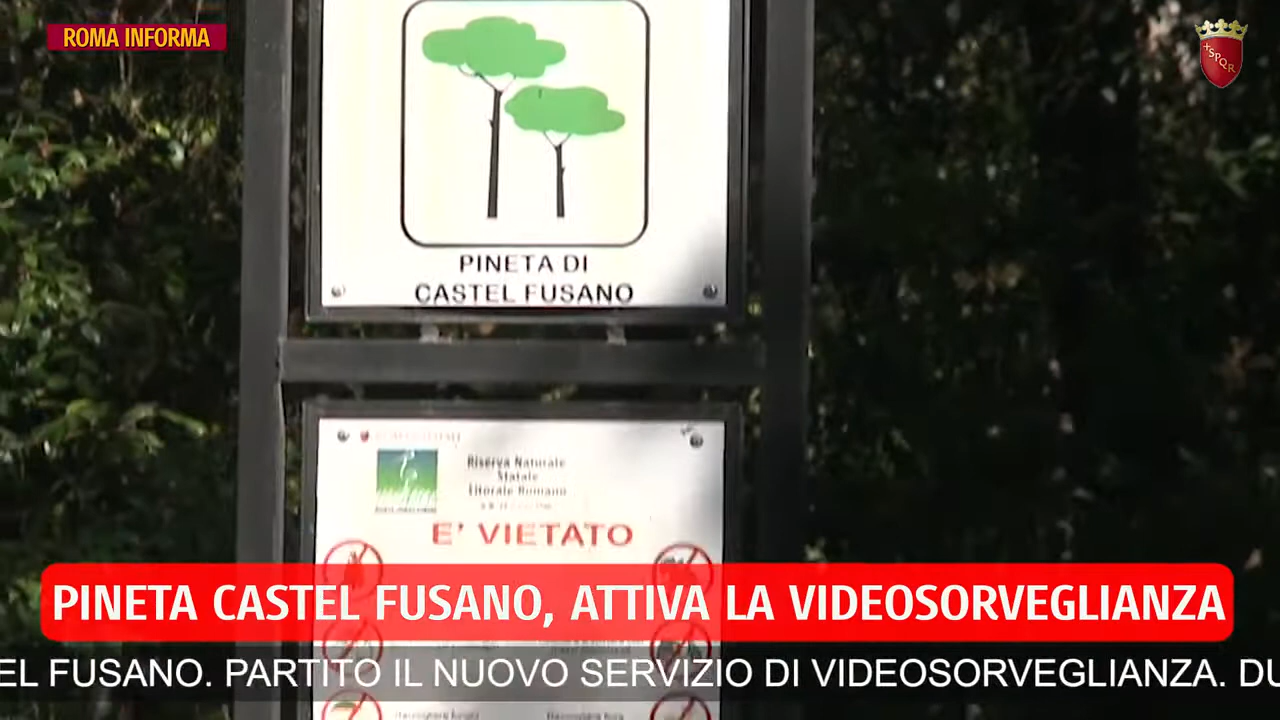 ROMA INFORMA
SPQR
PINETA DI
CASTEL FUSANO
Riserva Naturale
Statale
Litorale Romano
E' VIETATO
PINETA CASTEL FUSANO, ATTIVA LA VIDEOSORVEGLIANZA
EL FUSANO. PARTITO IL NUOVO SERVIZIO DI VIDEOSORVEGLIANZA. DU